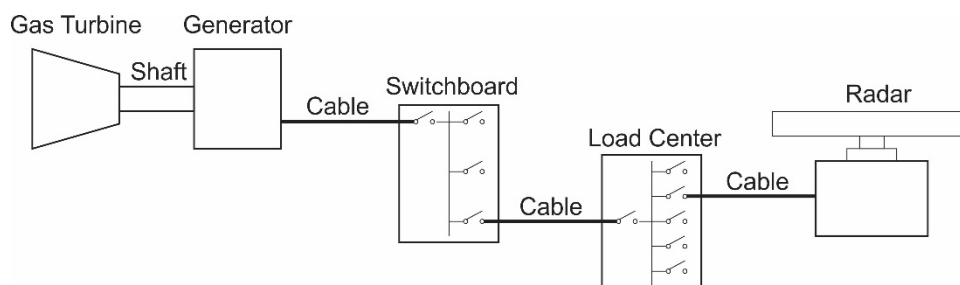 Gas Turbine
Generator
Shaft
Cable
Switchboard
Cable
Load Center
Cable
Radar